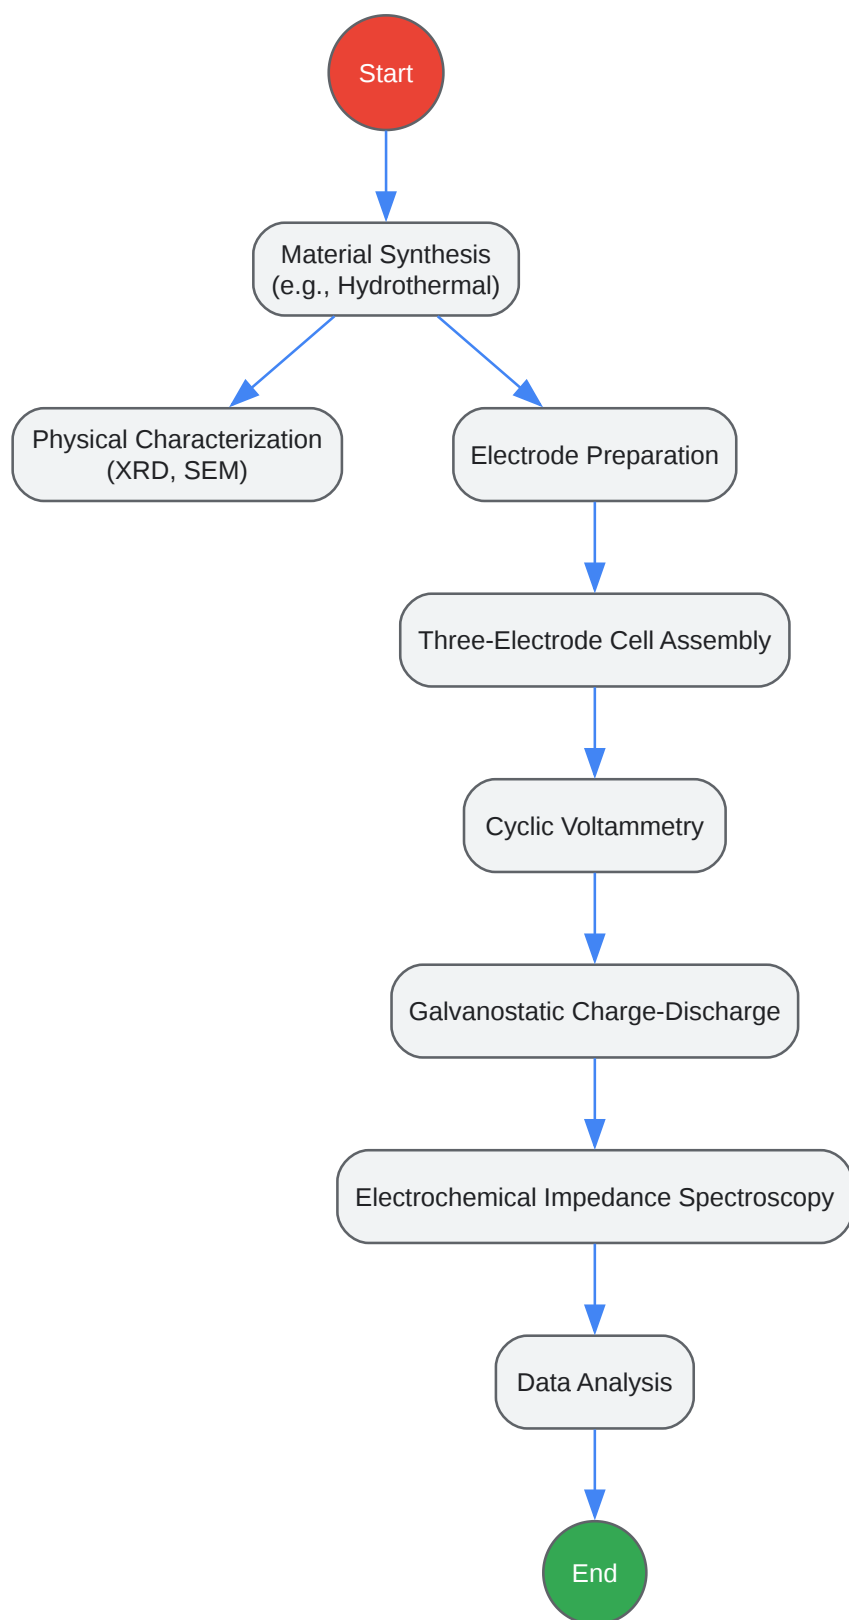 Start
Material Synthesis
(e.g., Hydrothermal)
Physical Characterization
(XRD, SEM)
Electrode Preparation
Three-Electrode Cell Assembly
Cyclic Voltammetry
Galvanostatic Charge-Discharge
Electrochemical Impedance Spectroscopy
Data Analysis
End